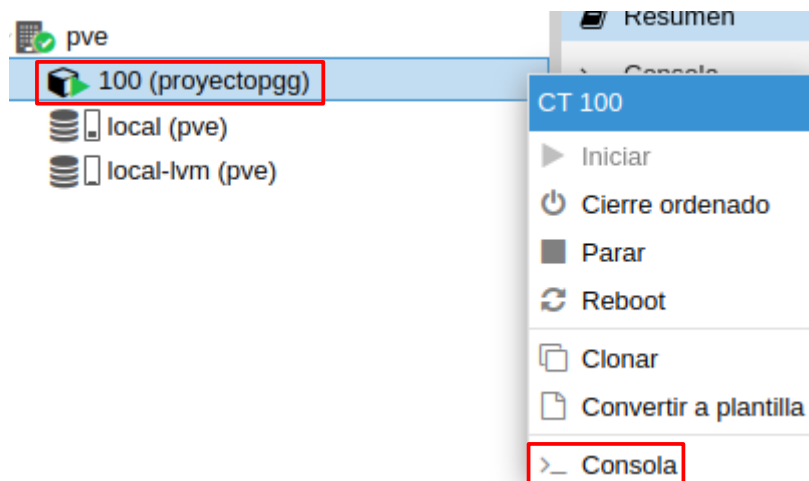 Resumen
pve
100 (proyectopgg)
Consola
CT 100
local (pve)
Iniciar
local-lvm (pve)
Cierre ordenado
Parar
Reboot
Clonar
Convertir a plantilla
>_ Consola